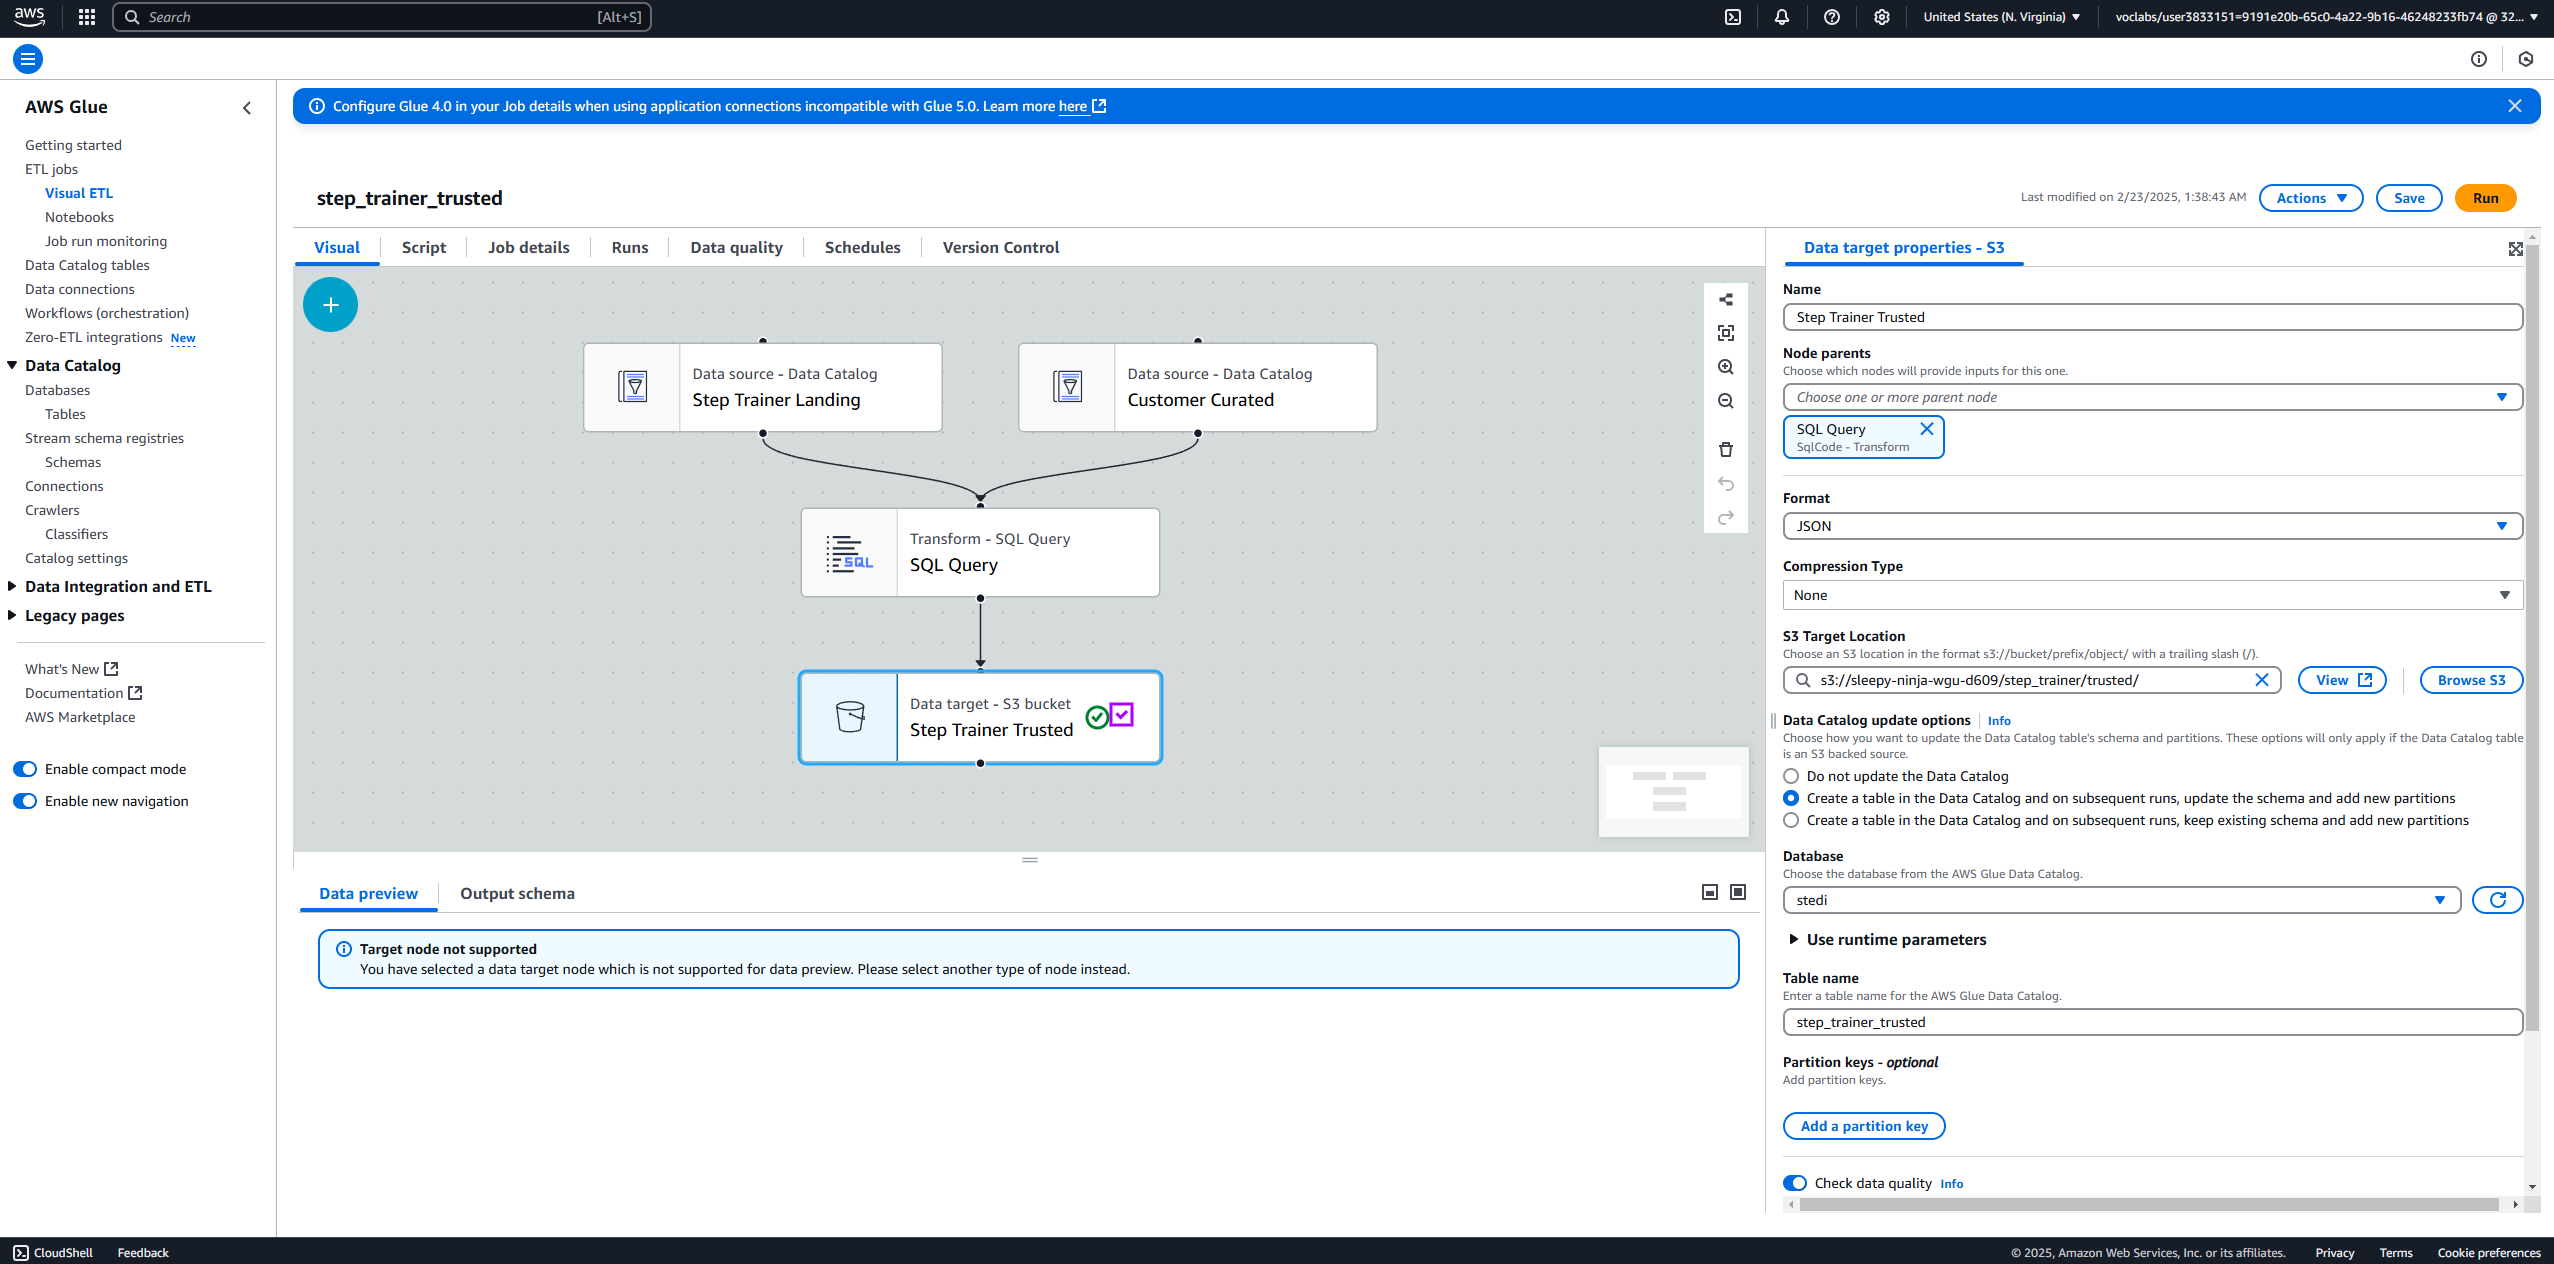 aws
Search
[Alt+S]
United States (N. Virginia)
voclabs/user3833151=9191e20b-65c0-4a22-9b16-46248233fb74 @ 32...
AWS Glue
Getting started
ETL jobs
Visual ETL
Notebooks
Job run monitoring
Data Catalog tables
Data connections
Workflows (orchestration)
Zero-ETL integrations New
Data Catalog
Databases
Tables
Stream schema registries
Schemas
Connections
Crawlers
Classifiers
Catalog settings
Data Integration and ETL
Legacy pages
What's New
Documentation
AWS Marketplace
Enable compact mode
Enable new navigation
Configure Glue 4.0 in your Job details when using application connections incompatible with Glue 5.0. Learn more here
step_trainer_trusted
Last modified on 2/23/2025, 1:38:43 AM
Actions
Save
Run
Visual
Script
Job details
Runs
Data quality
Schedules
Version Control
Data source - Data Catalog
Step Trainer Landing
Data source - Data Catalog
Customer Curated
SQL
Transform - SQL Query
SQL Query
Data target - S3 bucket
Step Trainer Trusted
Data preview
Output schema
Target node not supported
You have selected a data target node which is not supported for data preview. Please select another type of node instead.
Data target properties - S3
Name
Step Trainer Trusted
Node parents
Choose which nodes will provide inputs for this one.
Choose one or more parent node
SQL Query
SqlCode - Transform
Format
JSON
Compression Type
None
S3 Target Location
Choose an S3 location in the format s3://bucket/prefix/object/ with a trailing slash (/).
s3://sleepy-ninja-wgu-d609/step_trainer/trusted/
View
Browse S3
Data Catalog update options
Info
Choose how you want to update the Data Catalog table's schema and partitions. These options will only apply if the Data Catalog table
is an S3 backed source.
Do not update the Data Catalog
Create a table in the Data Catalog and on subsequent runs, update the schema and add new partitions
Create a table in the Data Catalog and on subsequent runs, keep existing schema and add new partitions
Database
Choose the database from the AWS Glue Data Catalog.
stedi
Use runtime parameters
Table name
Enter a table name for the AWS Glue Data Catalog.
step_trainer_trusted
Partition keys - optional
Add partition keys.
Add a partition key
Check data quality Info
CloudShell
Feedback
© 2025, Amazon Web Services, Inc. or its affiliates.
Privacy
Terms
Cookie preferences